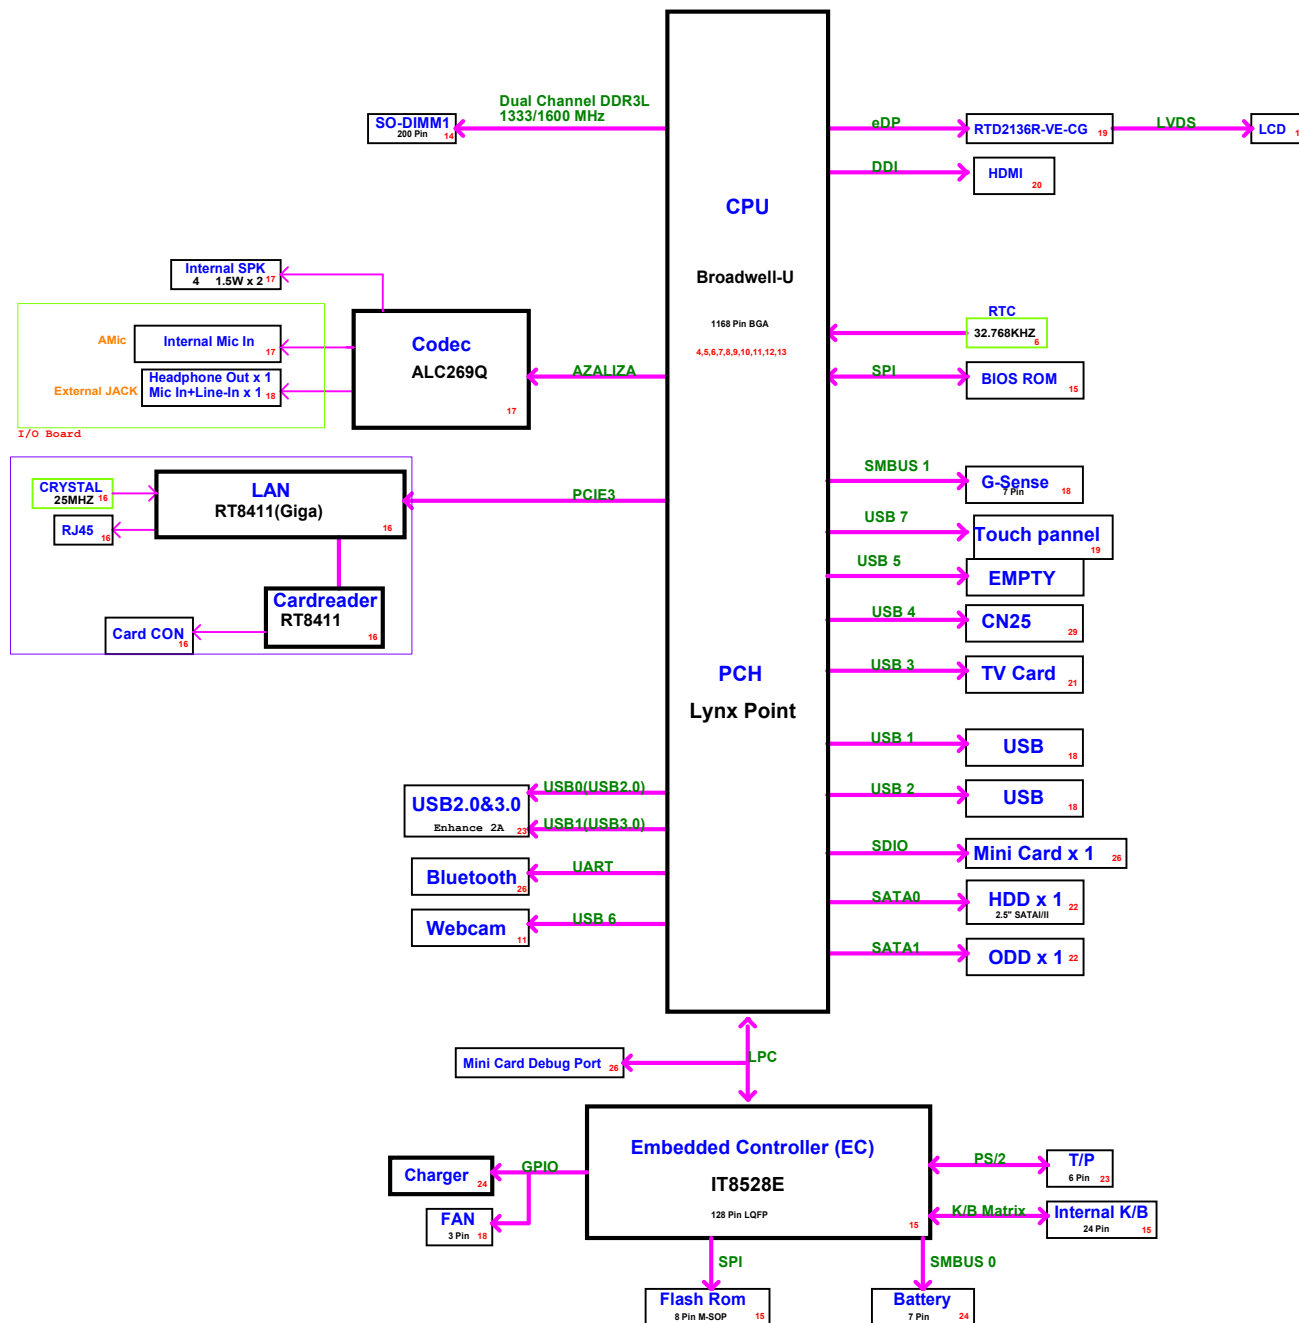 Dual Channel DDR3L
1333/1600 MHz
SO-DIMM1
200 Pin
14
eDP
RTD2136R-VE-CG
19
LVDS
LCD
DDI
HDMI
20
CPU
Broadwell-U
1168 Pin BGA
4,5,6,7,8,9,10,11,12,13
Internal SPK
4 1.5W x 2
17
AMic
Internal Mic In
17
External JACK
Headphone Out x 1
Mic In+Line-In x 1
18
I/O Board
Codec
ALC269Q
17
AZALIZA
RTC
32.768KHZ
6
SPI
BIOS ROM
15
CRYSTAL
25MHZ
16
RJ45
16
LAN
RT8411(Giga)
16
PCIE3
Cardreader
RT8411
16
Card CON
16
SMBUS 1
G-Sense
7 Pin
18
USB 7
Touch pannel
19
USB 5
EMPTY
USB 4
CN25
29
USB 3
TV Card
21
PCH
Lynx Point
USB 1
USB
18
USB 2
USB
18
USB2.0&3.0
Enhance 2A
23
USB0(USB2.0)
USB1(USB3.0)
SDIO
Mini Card x 1
26
Bluetooth
26
UART
SATA0
HDD x 1
2.5" SATAI/II
22
Webcam
11
USB 6
SATA1
ODD x 1
22
Mini Card Debug Port
26
LPC
Embedded Controller (EC)
IT8528E
128 Pin LQFP
15
Charger
24
GPIO
FAN
3 Pin
18
PS/2
T/P
6 Pin
23
K/B Matrix
Internal K/B
24 Pin
15
SPI
Flash Rom
8 Pin M-SOP
15
SMBUS 0
Battery
7 Pin
24